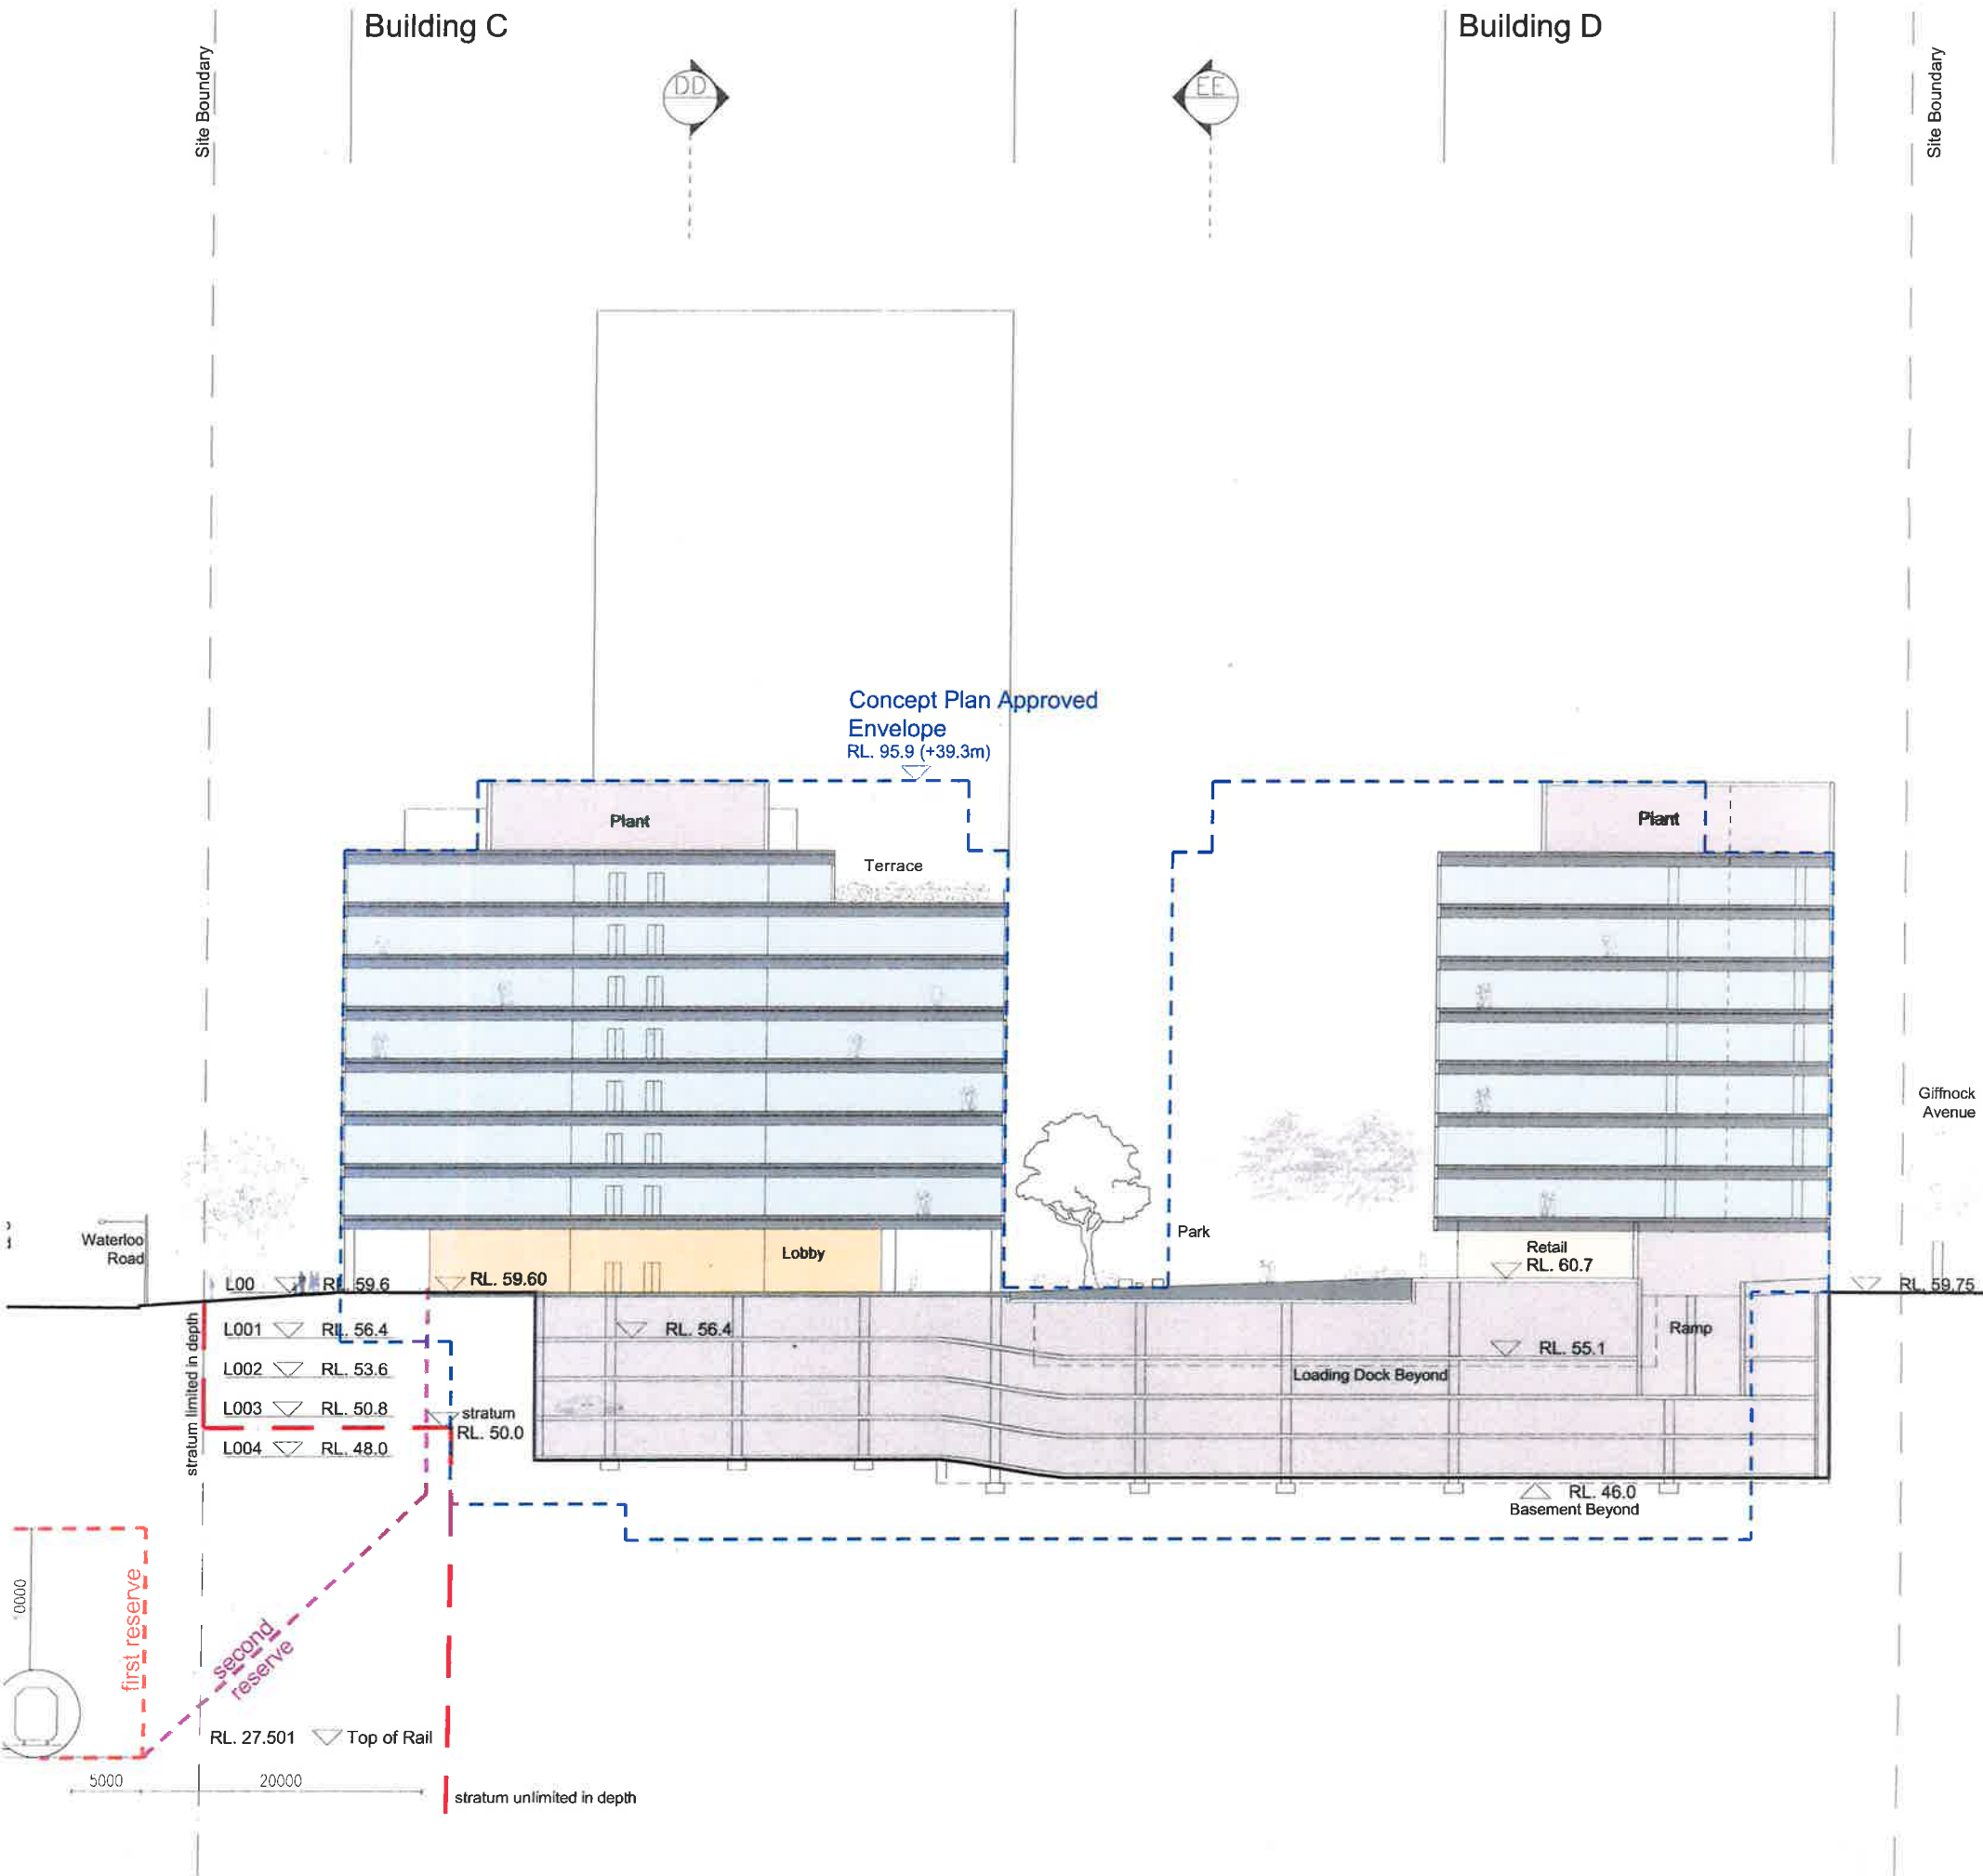 Building C
Building D
Site Boundary
DD
EE
Site Boundary
Concept Plan Approved
Envelope
RL. 95.9 (+39.3m)
Plant
Plant
Terrace
Giffnock
Avenue
Waterloo
Road
Park
Lobby
Retail
RL. 60.7
L00 RL. 59.6
RL. 59.60
RL. 59.75
L001 RL. 56.4
RL. 56.4
Ramp
RL. 55.1
L002 RL. 53.6
Loading Dock Beyond
L003 RL. 50.8
stratum
RL. 50.0
L004 RL. 48.0
stratum limited in depth
RL. 46.0
Basement Beyond
first reserve
second
reserve
RL. 27.501 Top of Rail
5000
20000
stratum unlimited in depth